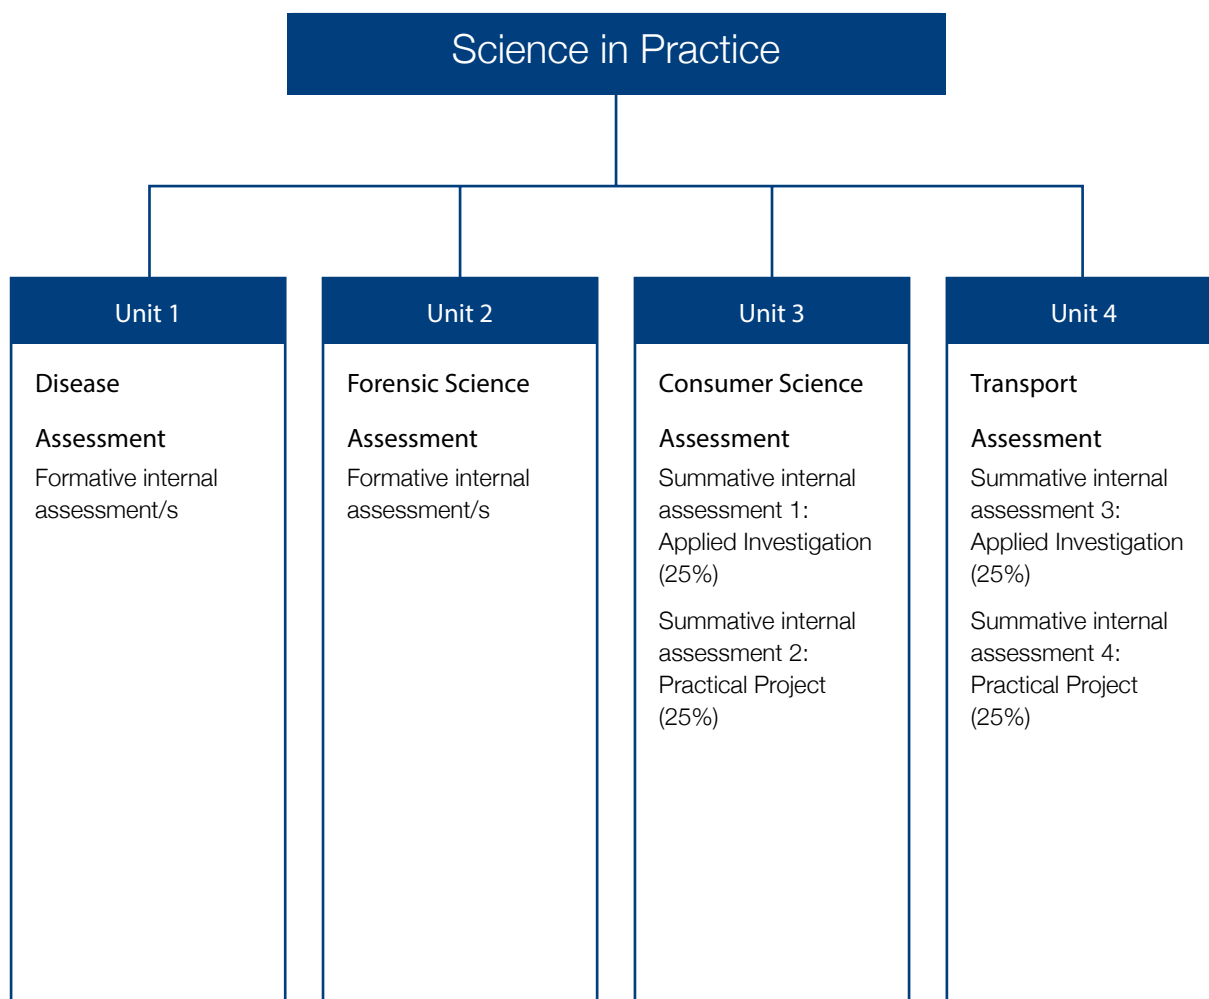 Science in Practice
Unit 1
Disease
Assessment
Formative internal
assessment/s
Unit 2
Forensic Science
Assessment
Formative internal
assessment/s
Unit 3
Consumer Science
Assessment
Summative internal
assessment 1:
Applied Investigation
(25%)
Summative internal
assessment 2:
Practical Project
(25%)
Unit 4
Transport
Assessment
Summative internal
assessment 3:
Applied Investigation
(25%)
Summative internal
assessment 4:
Practical Project
(25%)